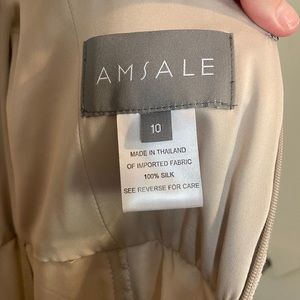 AMSALE
10
MADE IN THAILAND
OF IMPORTED FABRIC
100% SILK
SEE REVERSE FOR CARE